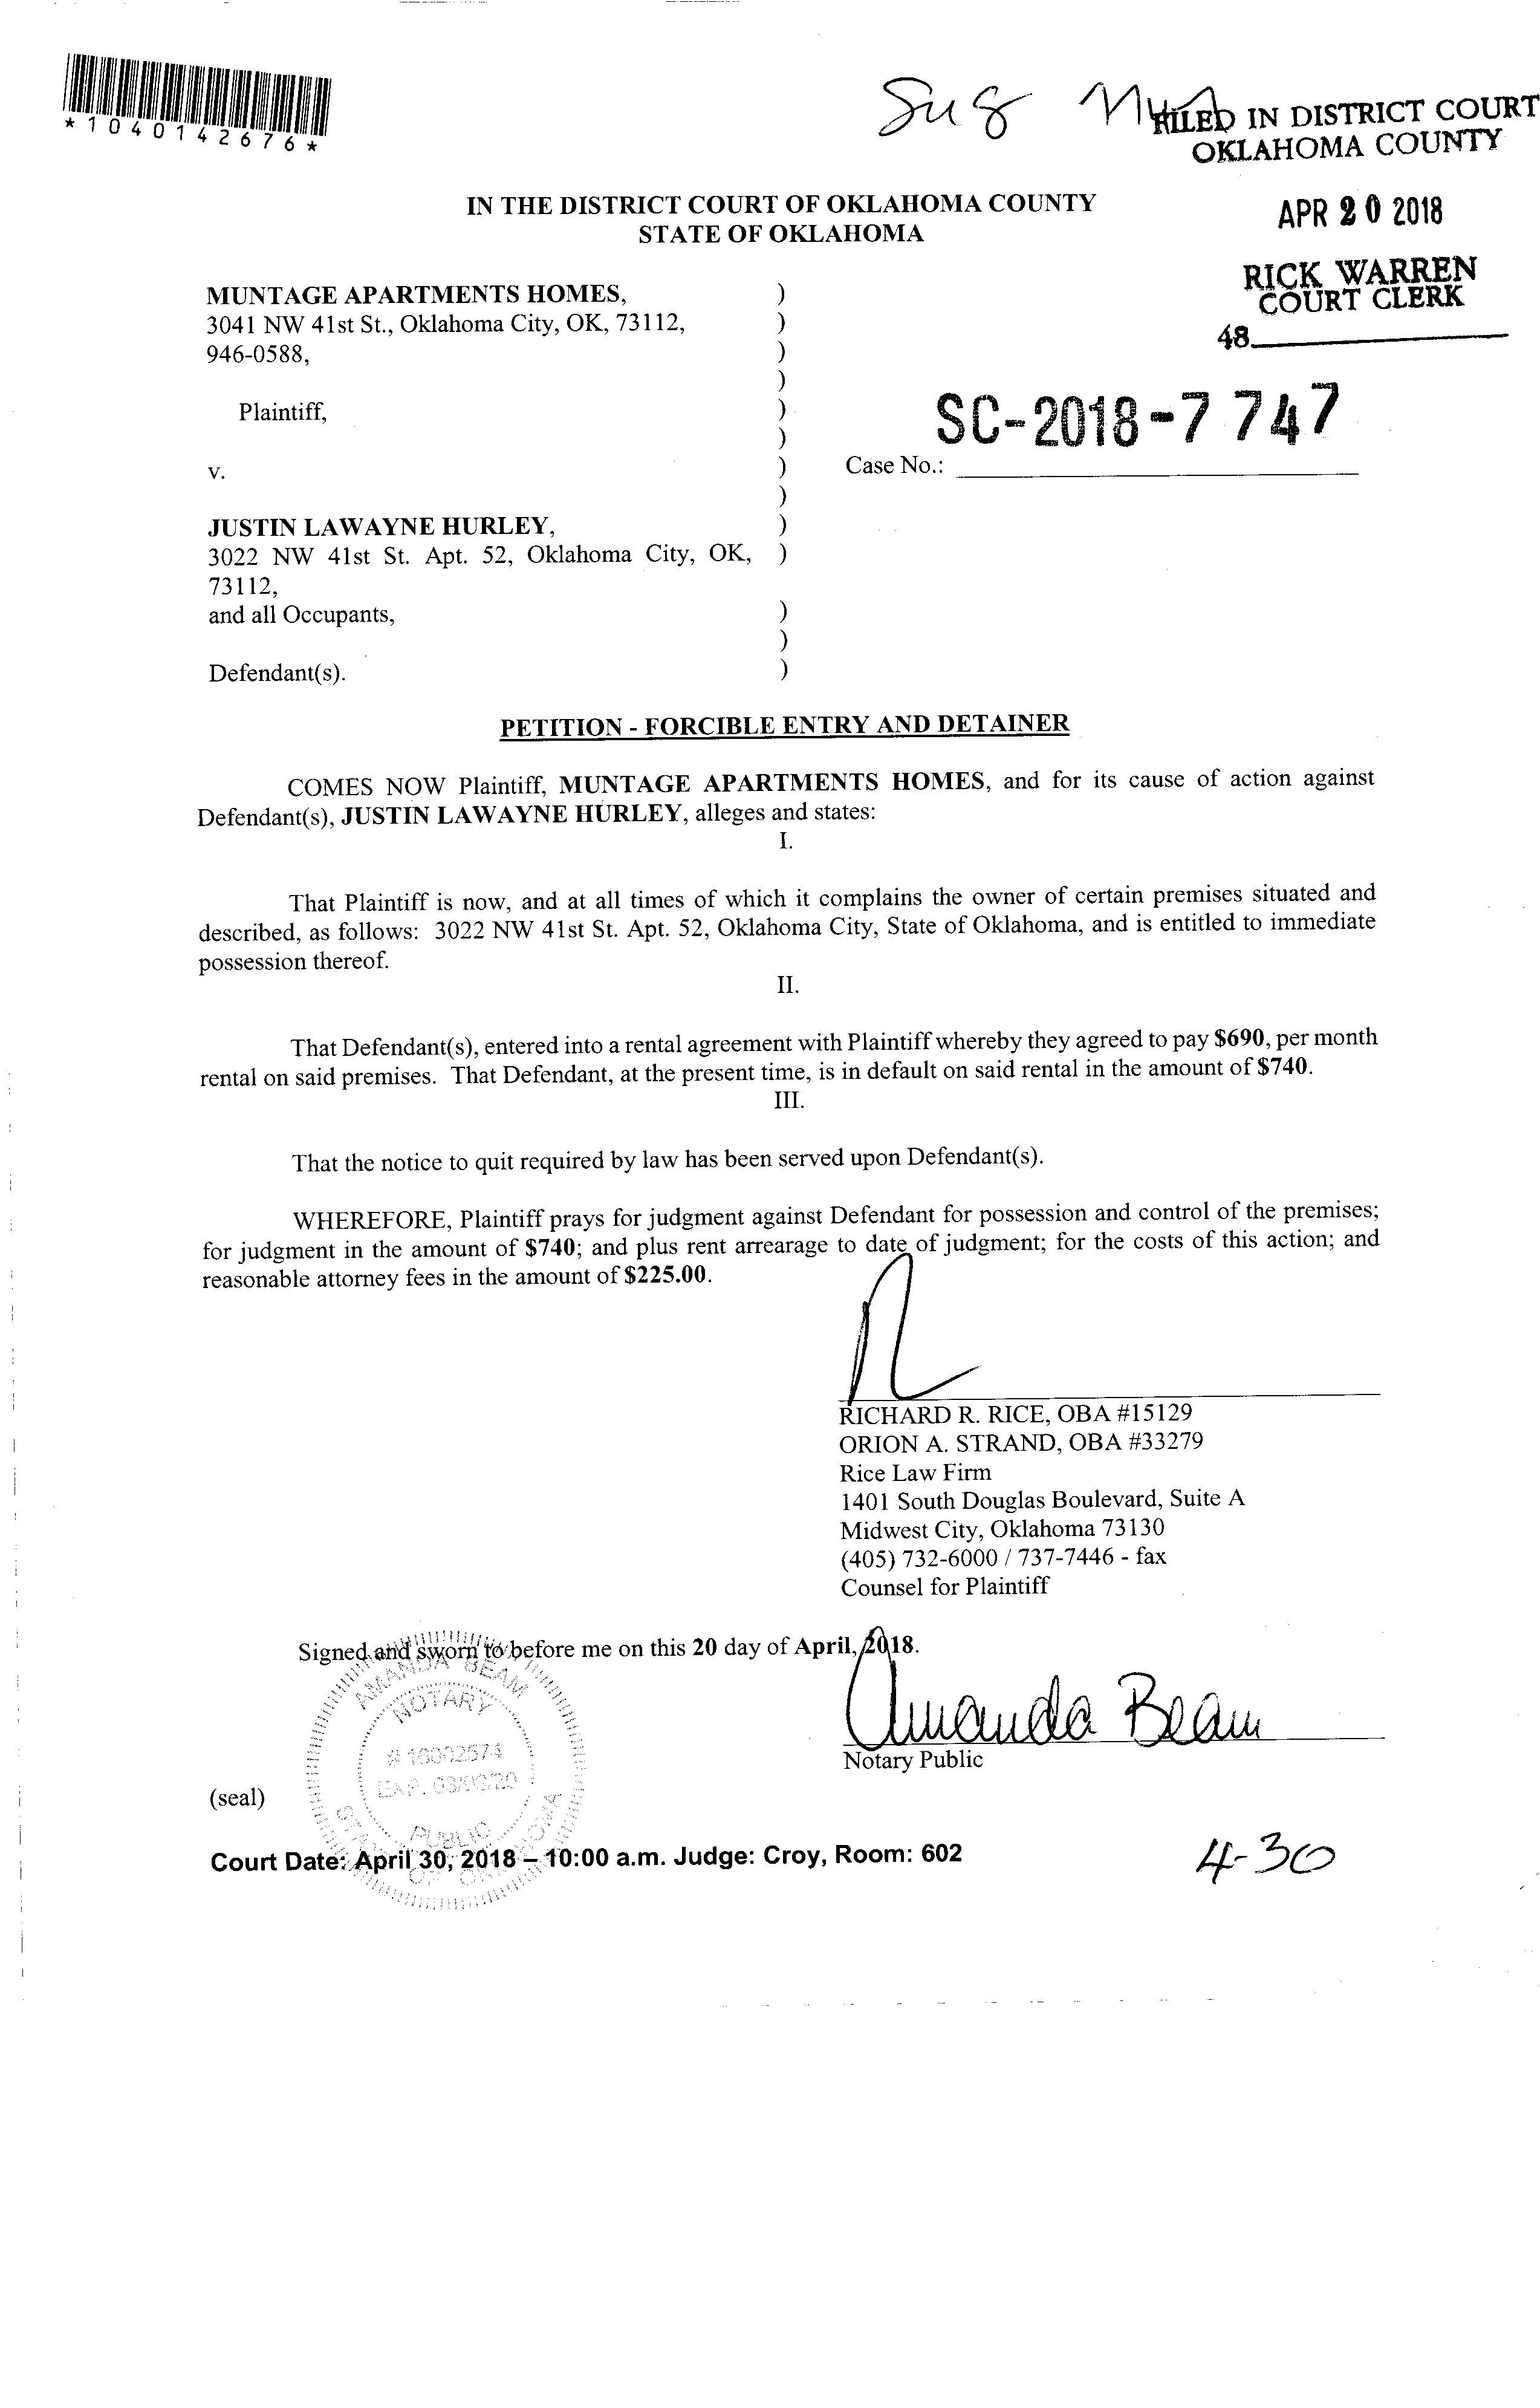 *1040142676*
FILED IN DISTRICT COURT
OKLAHOMA COUNTY
IN THE DISTRICT COURT OF OKLAHOMA COUNTY
STATE OF OKLAHOMA
APR 20 2018
RICK WARREN
COURT CLERK
48
MUNTAGE APARTMENTS HOMES, )
3041 NW 41st St., Oklahoma City, OK, 73112, )
946-0588, )
)
Plaintiff, )
)
SC-2018-7747
v. ) Case No.:
)
JUSTIN LAWAYNE HURLEY, )
3022 NW 41st St. Apt. 52, Oklahoma City, OK, )
73112,
and all Occupants, )
)
Defendant(s). )
PETITION - FORCIBLE ENTRY AND DETAINER
COMES NOW Plaintiff, MUNTAGE APARTMENTS HOMES, and for its cause of action against
Defendant(s), JUSTIN LAWAYNE HURLEY, alleges and states:
I.
That Plaintiff is now, and at all times of which it complains the owner of certain premises situated and
described, as follows: 3022 NW 41st St. Apt. 52, Oklahoma City, State of Oklahoma, and is entitled to immediate
possession thereof.
II.
That Defendant(s), entered into a rental agreement with Plaintiff whereby they agreed to pay $690, per month
rental on said premises. That Defendant, at the present time, is in default on said rental in the amount of $740.
III.
That the notice to quit required by law has been served upon Defendant(s).
WHEREFORE, Plaintiff prays for judgment against Defendant for possession and control of the premises;
for judgment in the amount of $740; and plus rent arrearage to date of judgment; for the costs of this action; and
reasonable attorney fees in the amount of $225.00.
RICHARD R. RICE, OBA #15129
ORION A. STRAND, OBA #33279
Rice Law Firm
1401 South Douglas Boulevard, Suite A
Midwest City, Oklahoma 73130
(405) 732-6000 / 737-7446 - fax
Counsel for Plaintiff
Signed and sworn to before me on this 20 day of April, 2018.
AMANDA BEAM
NOTARY
# 16002574
PUBLIC
Amanda Beam
Notary Public
(seal)
Court Date: April 30, 2018 – 10:00 a.m. Judge: Croy, Room: 602
4-30